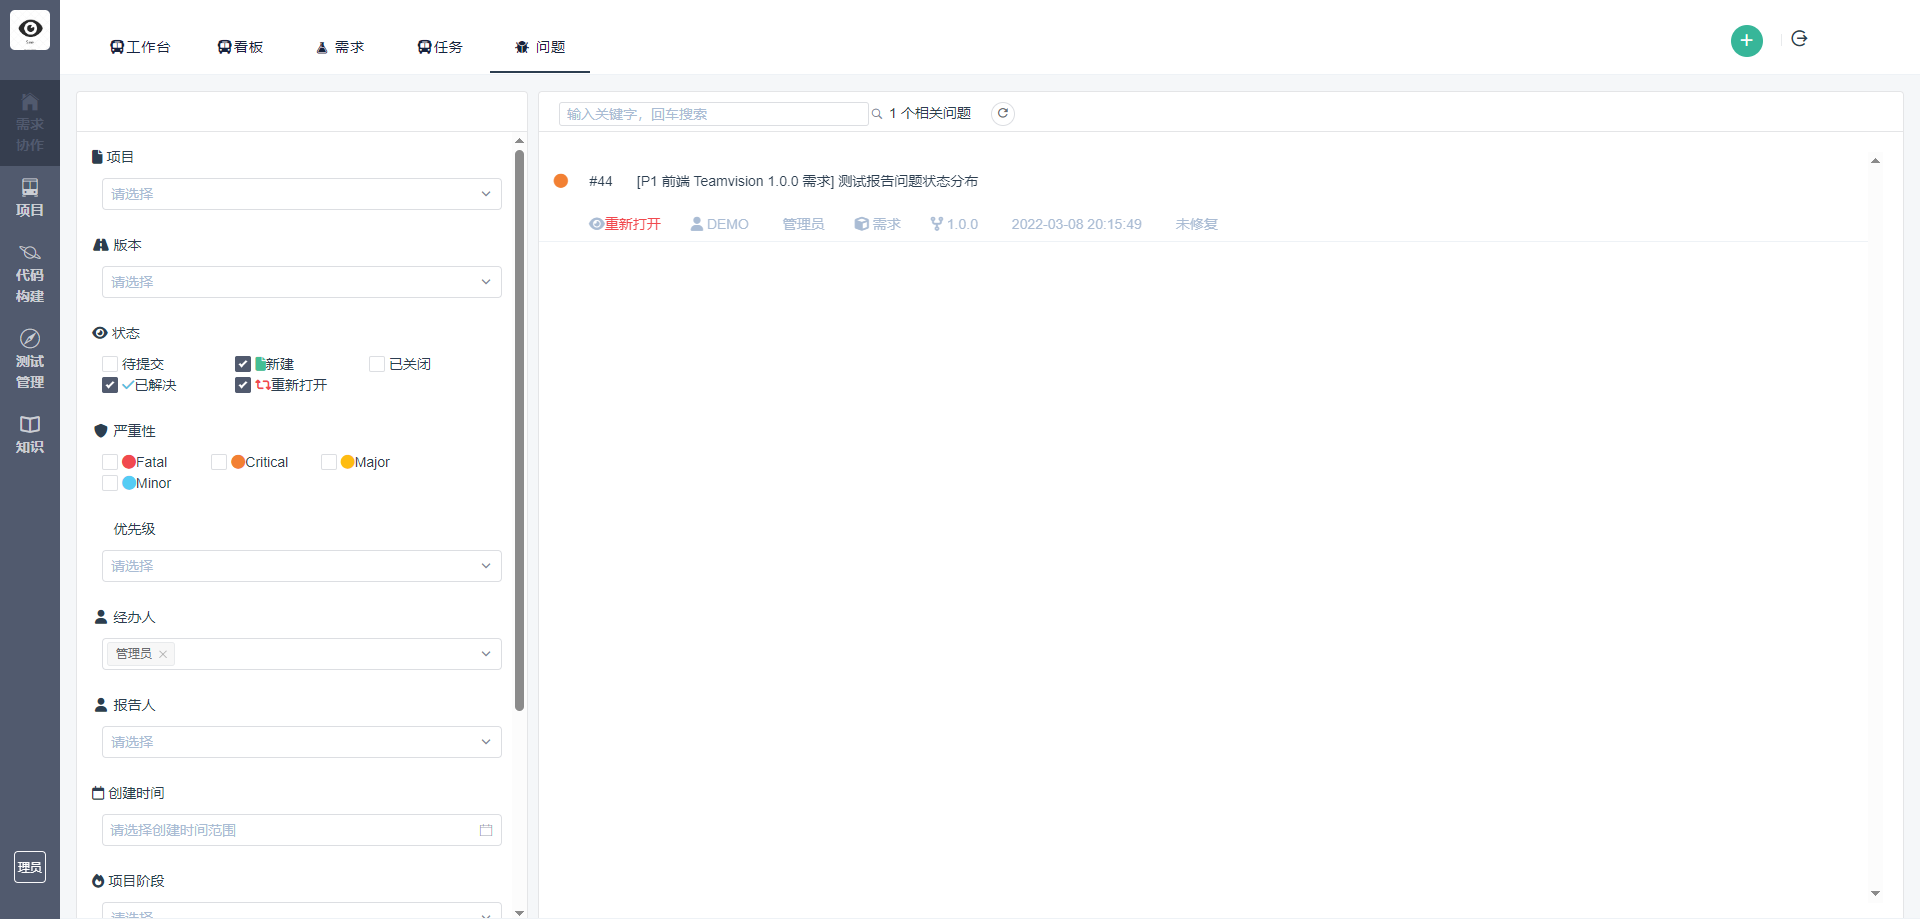 工作台 看板 需求 任务 问题
需求
协作
项目
代码
构建
测试
管理
知识
理员
项目
请选择
版本
请选择
状态
待提交 新建 已关闭
已解决 重新打开
严重性
Fatal Critical Major
Minor
优先级
请选择
经办人
管理员
报告人
请选择
创建时间
请选择创建时间范围
项目阶段
请选择
输入关键字，回车搜索 1 个相关问题
#44 [P1 前端 Teamvision 1.0.0 需求] 测试报告问题状态分布
重新打开 DEMO 管理员 需求 1.0.0 2022-03-08 20:15:49 未修复